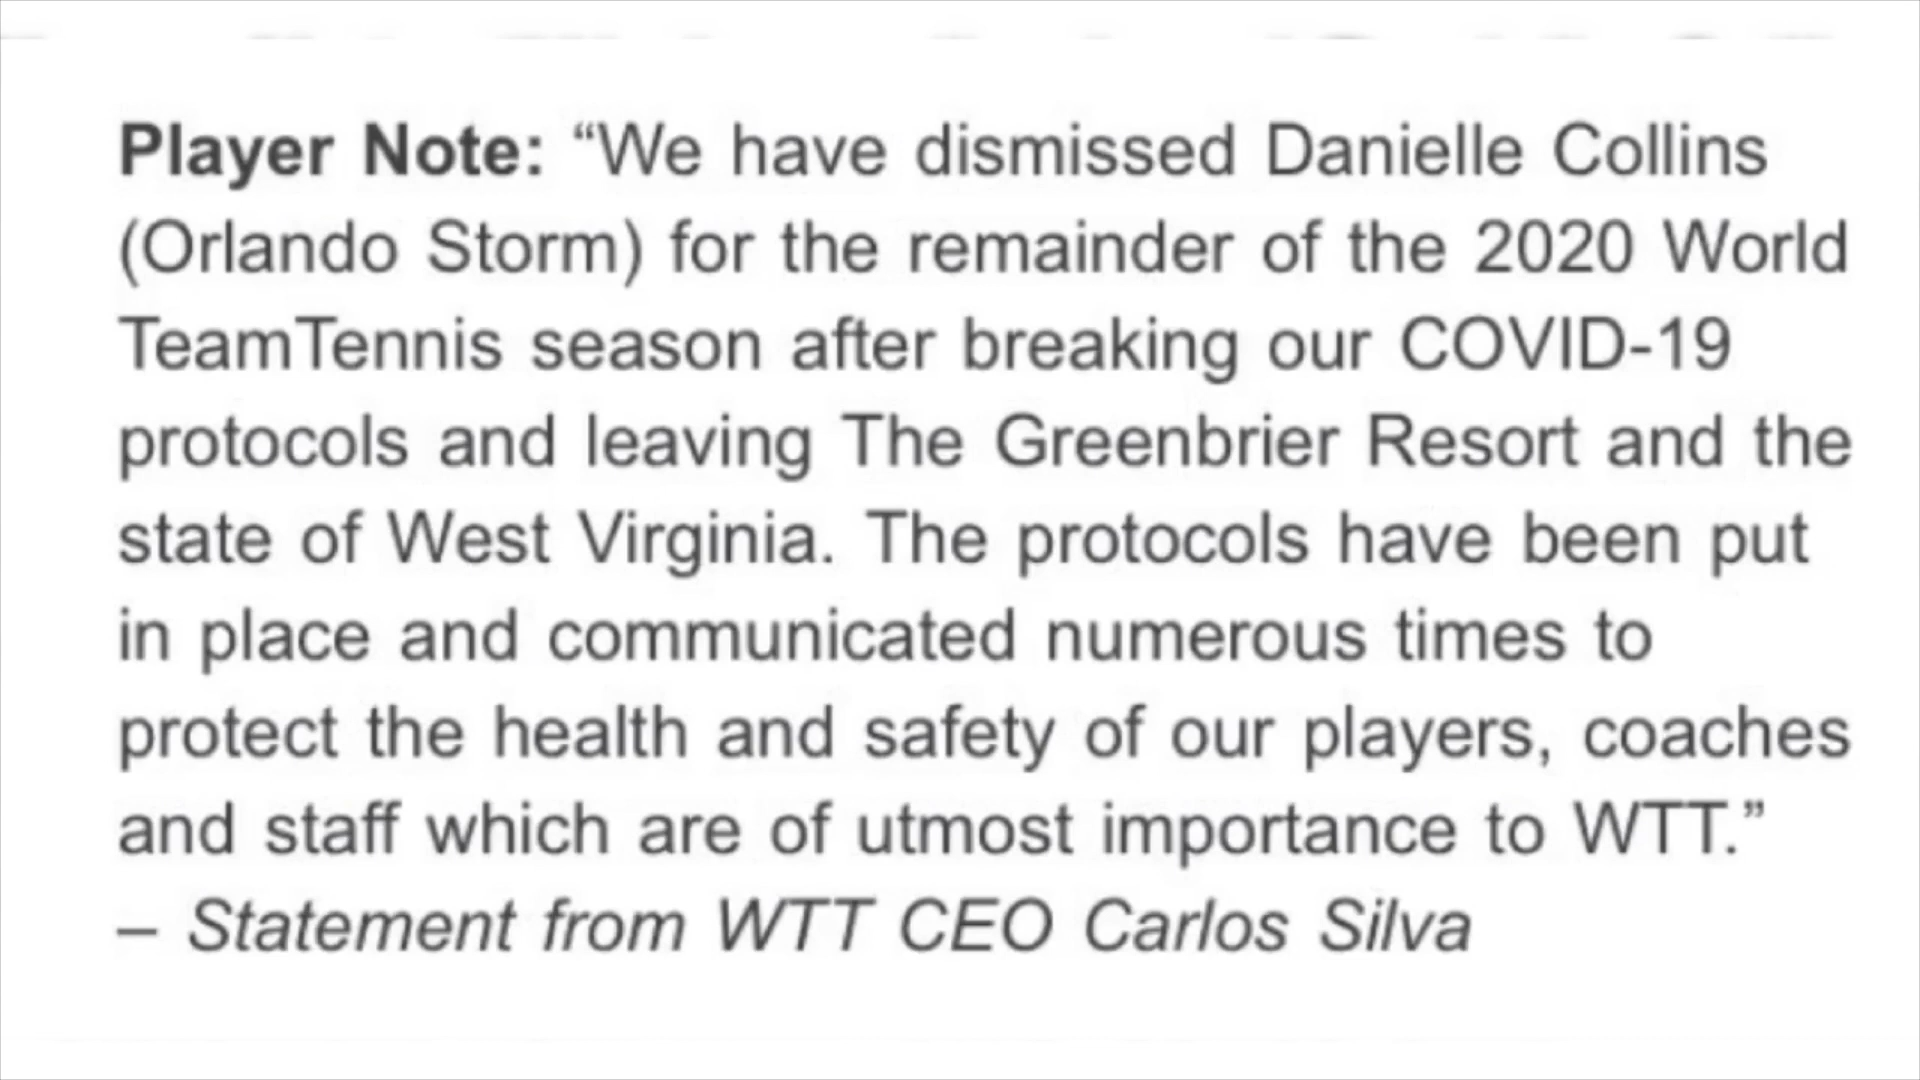 Player Note: “We have dismissed Danielle Collins
(Orlando Storm) for the remainder of the 2020 World
TeamTennis season after breaking our COVID-19
protocols and leaving The Greenbrier Resort and the
state of West Virginia. The protocols have been put
in place and communicated numerous times to
protect the health and safety of our players, coaches
and staff which are of utmost importance to WTT.”
– Statement from WTT CEO Carlos Silva